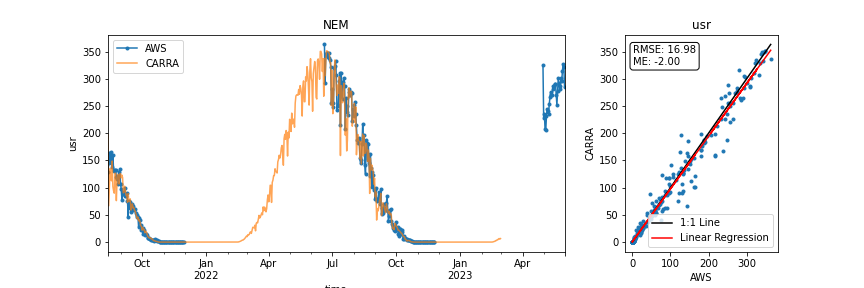 NEM
usr
AWS
CARRA
350
300
250
200
150
100
50
0
usr
Oct
Jan
2022
Apr
Jul
Oct
Jan
2023
Apr
time
usr
RMSE: 16.98
ME: -2.00
350
300
250
200
150
100
50
0
CARRA
1:1 Line
Linear Regression
0
100
200
300
AWS